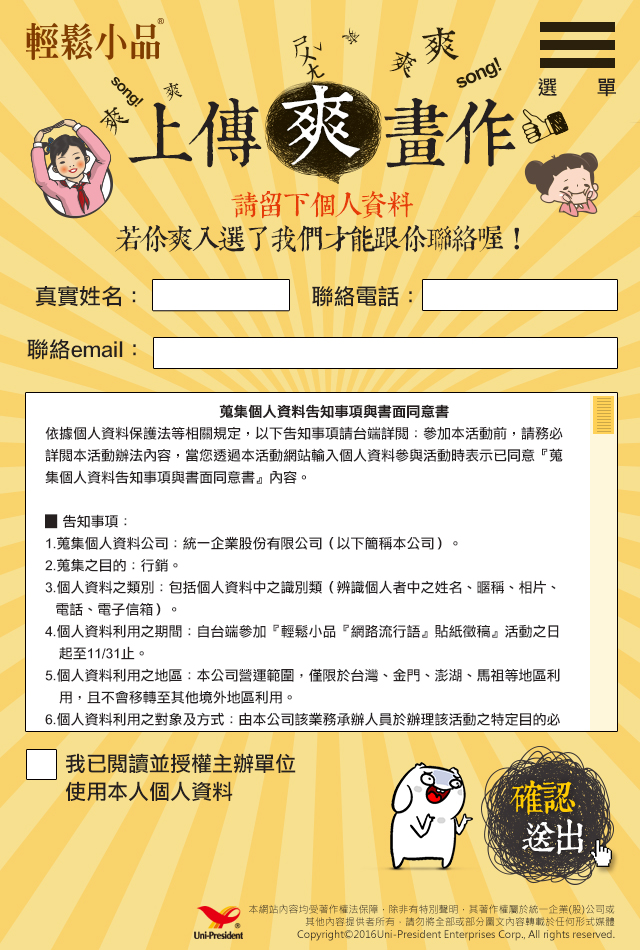 輕鬆小品®
ㄕㄨㄤ
爽
爽
song!
選 單
song!
爽
爽
上傳爽畫作
請留下個人資料
若你爽入選了我們才能跟你聯絡喔！
真實姓名：
聯絡電話：
聯絡email：
蒐集個人資料告知事項與書面同意書
依據個人資料保護法等相關規定，以下告知事項請台端詳閱：參加本活動前，請務必
詳閱本活動辦法內容，當您透過本活動網站輸入個人資料參與活動時表示已同意『蒐
集個人資料告知事項與書面同意書』內容。
■ 告知事項：
1.蒐集個人資料公司：統一企業股份有限公司（以下簡稱本公司）。
2.蒐集之目的：行銷。
3.個人資料之類別：包括個人資料中之識別類（辨識個人者中之姓名、暱稱、相片、
電話、電子信箱）。
4.個人資料利用之期間：自台端參加『輕鬆小品『網路流行語』貼紙徵稿』活動之日
起至11/31止。
5.個人資料利用之地區：本公司營運範圍，僅限於台灣、金門、澎湖、馬祖等地區利
用，且不會移轉至其他境外地區利用。
6.個人資料利用之對象及方式：由本公司該業務承辦人員於辦理該活動之特定目的必
我已閱讀並授權主辦單位
使用本人個人資料
確認
送出
Uni-President®
本網站內容均受著作權法保障，除非有特別聲明，其著作權屬於統一企業(股)公司或
其他內容提供者所有，請勿將全部或部分圖文內容轉載於任何形式媒體
Copyright©2016Uni-President Enterprises Corp, All rights reserved.